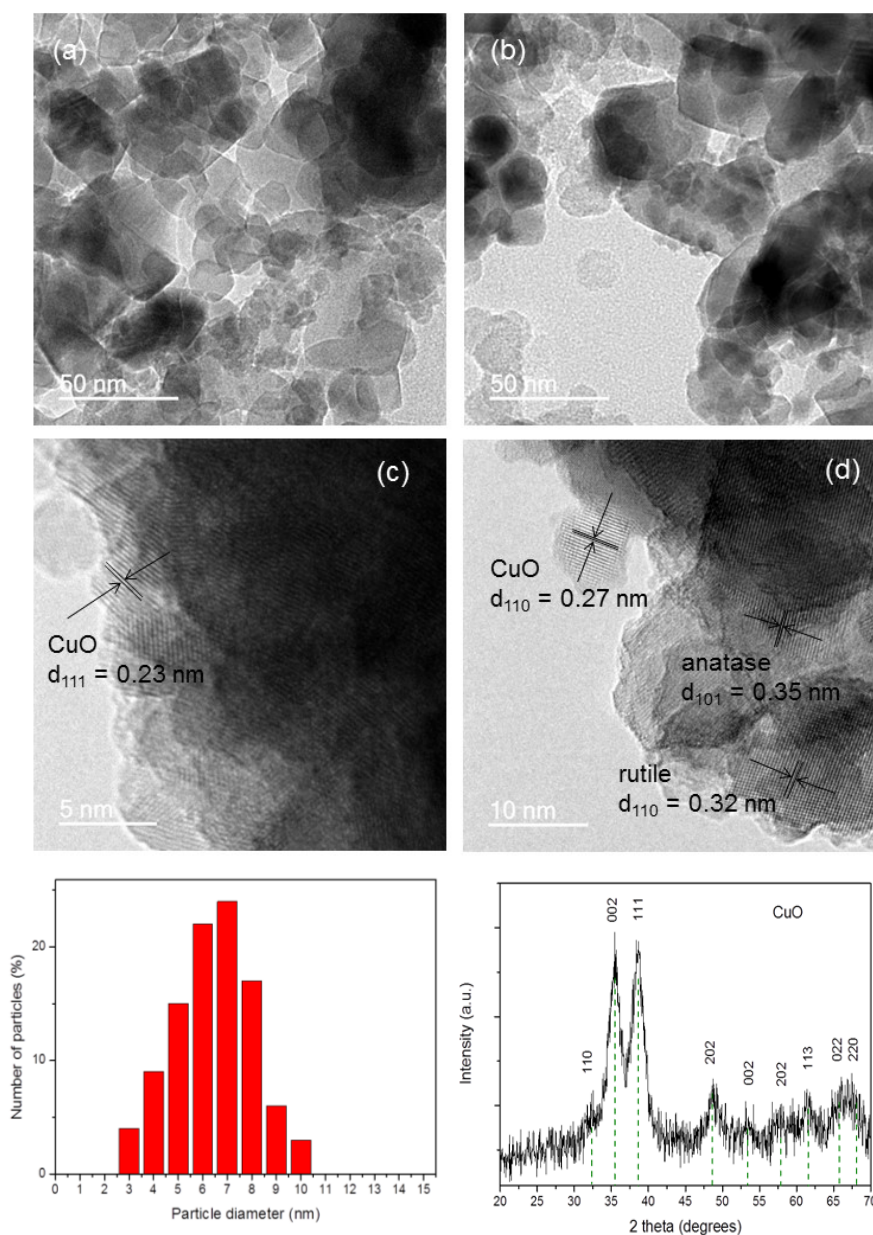 (a)
50 nm
(b)
50 nm
(c)
CuO
d₁₁₁ = 0.23 nm
5 nm
(d)
CuO
d₁₁₀ = 0.27 nm
anatase
d₁₀₁ = 0.35 nm
rutile
d₁₁₀ = 0.32 nm
10 nm
Number of particles (%)
20
10
0
0 1 2 3 4 5 6 7 8 9 10 11 12 13 14 15
Particle diameter (nm)
Intensity (a.u.)
CuO
110
002
111
202
002
202
113
022
220
20 25 30 35 40 45 50 55 60 65 70
2 theta (degrees)